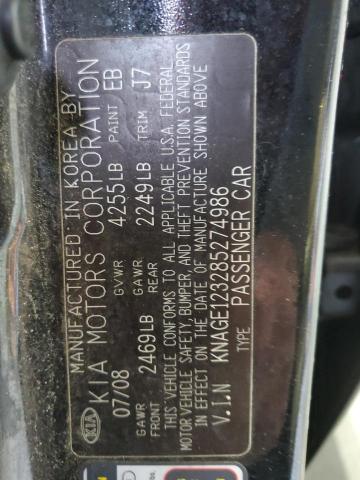 MANUFACTURED IN KOREA BY
KIA KIA MOTORS CORPORATION
07/08 GVWR 4255LB PAINT EB
GAWR FRONT 2469LB GAWR REAR 2249LB TRIM J7
THIS VEHICLE CONFORMS TO ALL APPLICABLE U.S.A. FEDERAL
MOTOR VEHICLE SAFETY, BUMPER, AND THEFT PREVENTION STANDARDS
IN EFFECT ON THE DATE OF MANUFACTURE SHOWN ABOVE
V.I.N KNAGE123285274986
TYPE PASSENGER CAR